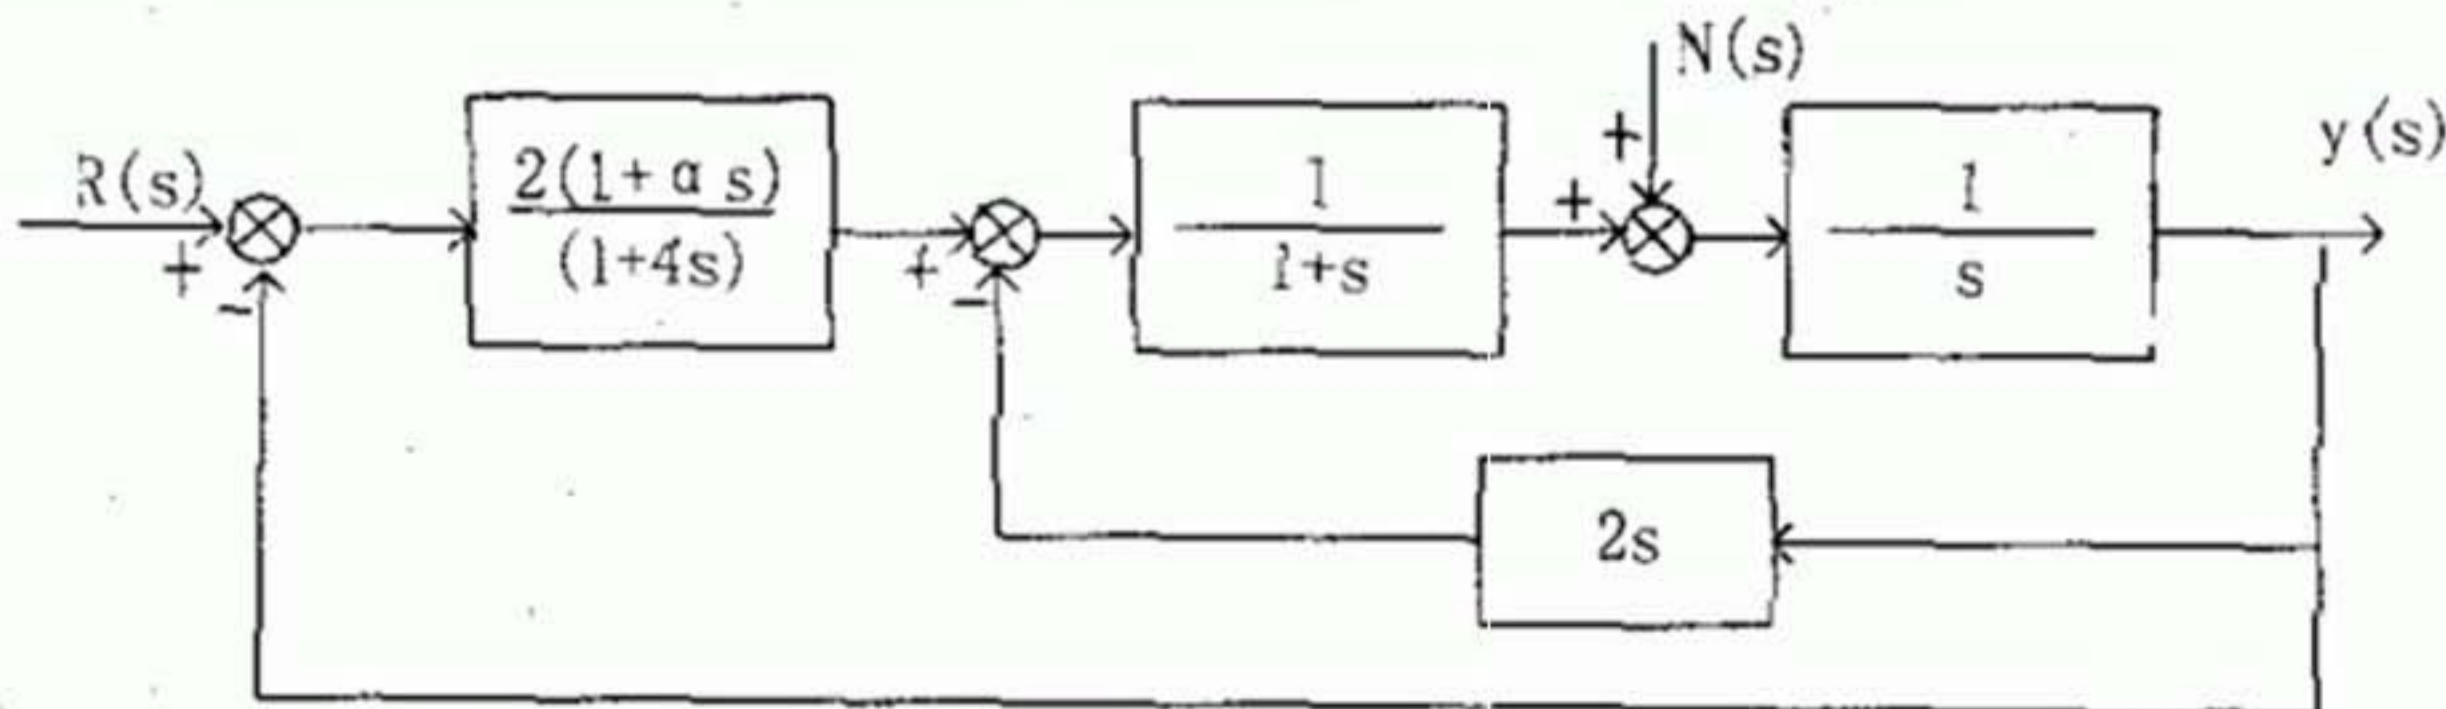 N(s)
R(s)
+
-
2(1+α s)
(1+4s)
+
-
1
1+s
+
+
1
s
y(s)
2s